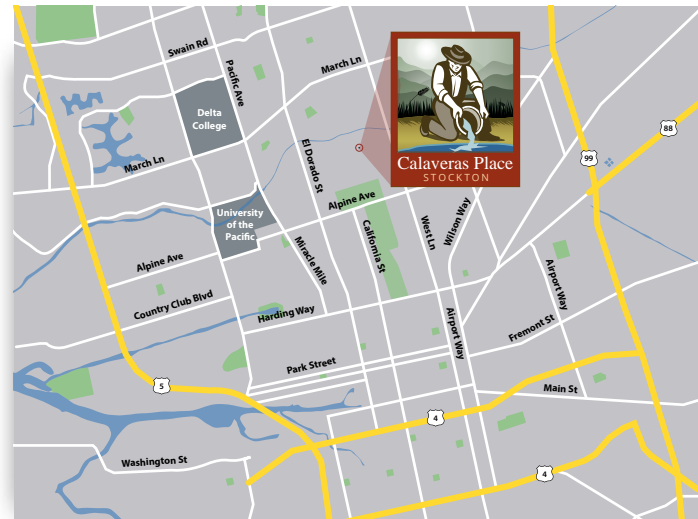 Swain Rd
Pacific Ave
March Ln
Delta
College
March Ln
El Dorado St
Calaveras Place
STOCKTON
88
99
University
of the
Pacific
Alpine Ave
Alpine Ave
California St
West Ln
Wilson Way
Miracle Mile
Country Club Blvd
Harding Way
Airport Way
Airport Way
Fremont St
Park Street
Main St
5
4
Washington St
4